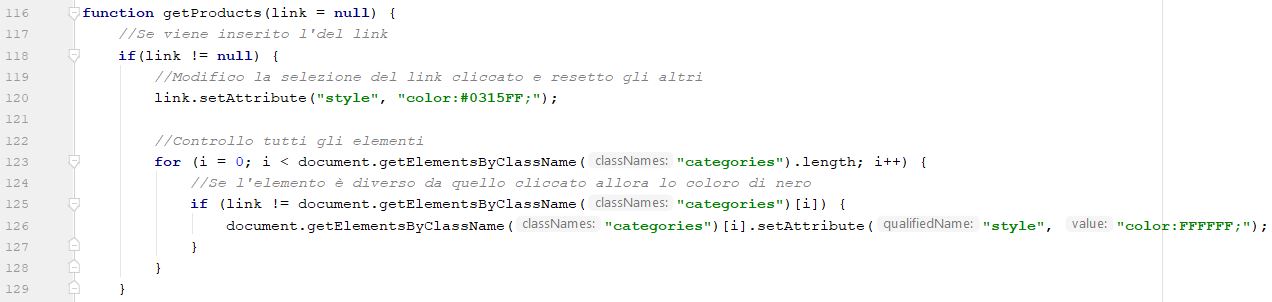 116 function getProducts(link = null) {
117 //Se viene inserito l'del link
118 if(link != null) {
119 //Modifico la selezione del link cliccato e resetto gli altri
120 link.setAttribute("style", "color:#0315FF;");
121
122 //Controllo tutti gli elementi
123 for (i = 0; i < document.getElementsByClassName( classNames: "categories").length; i++) {
124 //Se l'elemento è diverso da quello cliccato allora lo coloro di nero
125 if (link != document.getElementsByClassName( classNames: "categories")[i]) {
126 document.getElementsByClassName( classNames: "categories")[i].setAttribute( qualifiedName: "style", value: "color:FFFFFF;");
127 }
128 }
129 }